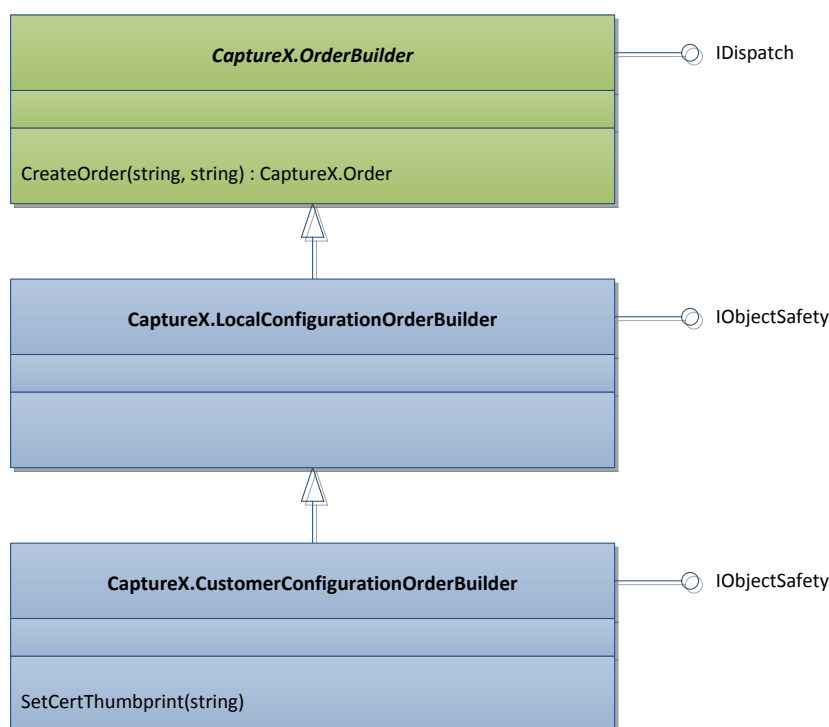 CaptureX.OrderBuilder
IDispatch
CreateOrder(string, string) : CaptureX.Order
CaptureX.LocalConfigurationOrderBuilder
IObjectSafety
CaptureX.CustomerConfigurationOrderBuilder
IObjectSafety
SetCertThumbprint(string)